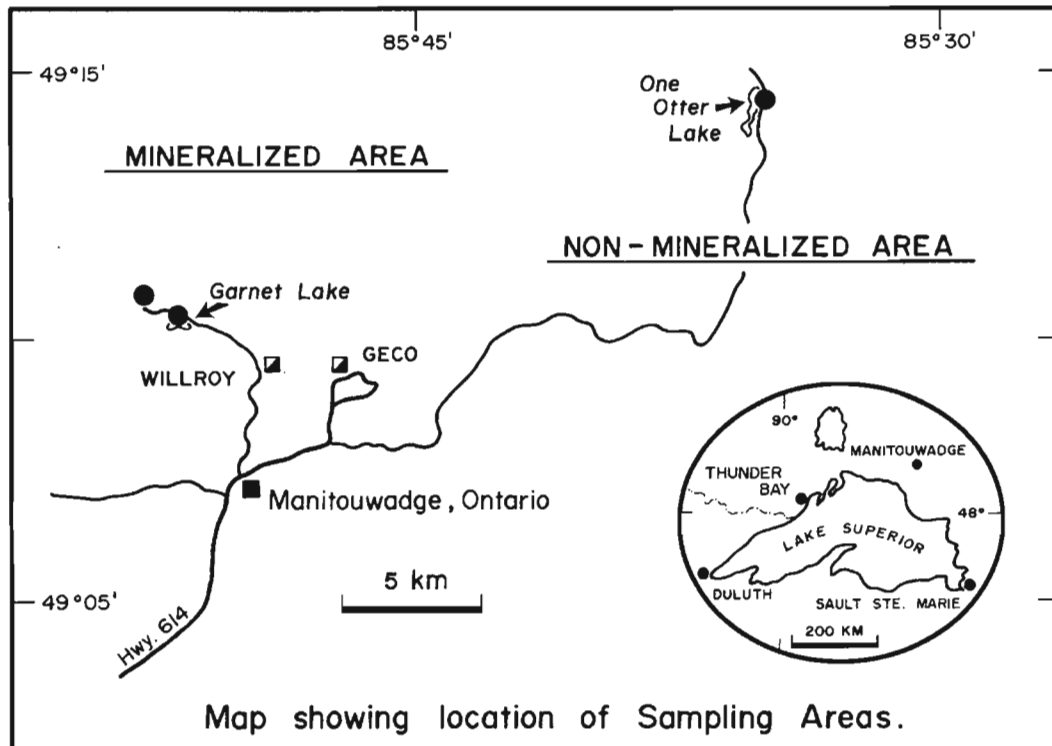 85°45'
85°30'
49°15'
One
Otter
Lake
MINERALIZED AREA
NON-MINERALIZED AREA
Garnet Lake
WILLROY
GECO
90°
MANITOUWADGE
THUNDER
BAY
48°
LAKE SUPERIOR
DULUTH
SAULT STE. MARIE
200 KM
Manitouwadge, Ontario
5 km
49°05'
Hwy. 614
Map showing location of Sampling Areas.